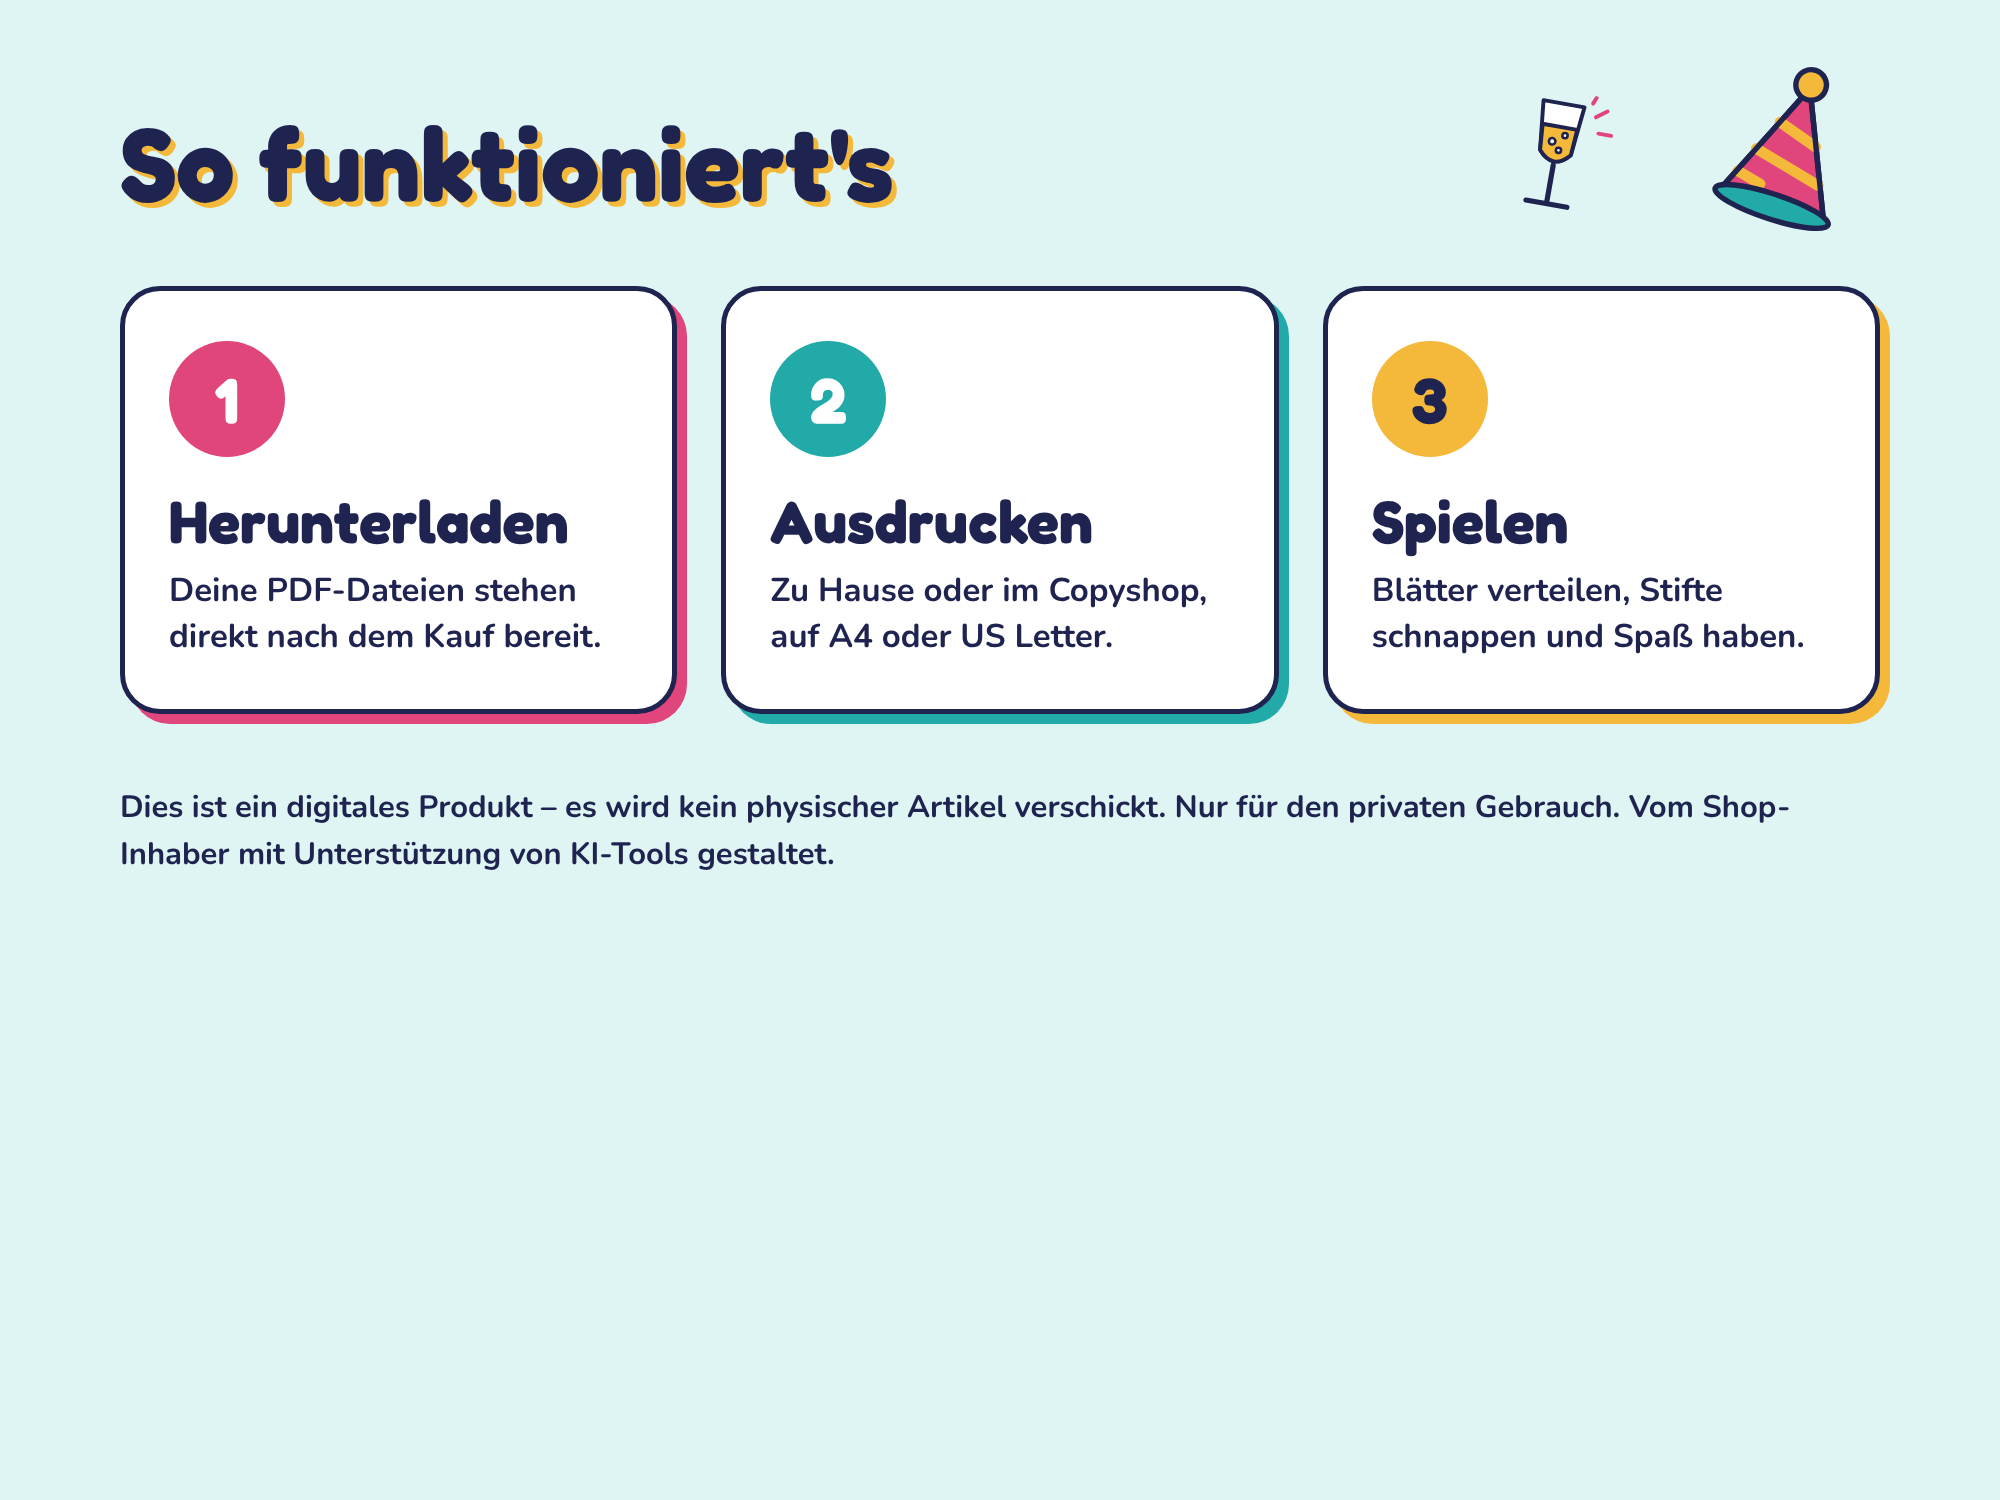 So funktioniert's
1
Herunterladen
Deine PDF-Dateien stehen
direkt nach dem Kauf bereit.
2
Ausdrucken
Zu Hause oder im Copyshop,
auf A4 oder US Letter.
3
Spielen
Blätter verteilen, Stifte
schnappen und Spaß haben.
Dies ist ein digitales Produkt – es wird kein physischer Artikel verschickt. Nur für den privaten Gebrauch. Vom Shop-
Inhaber mit Unterstützung von KI-Tools gestaltet.